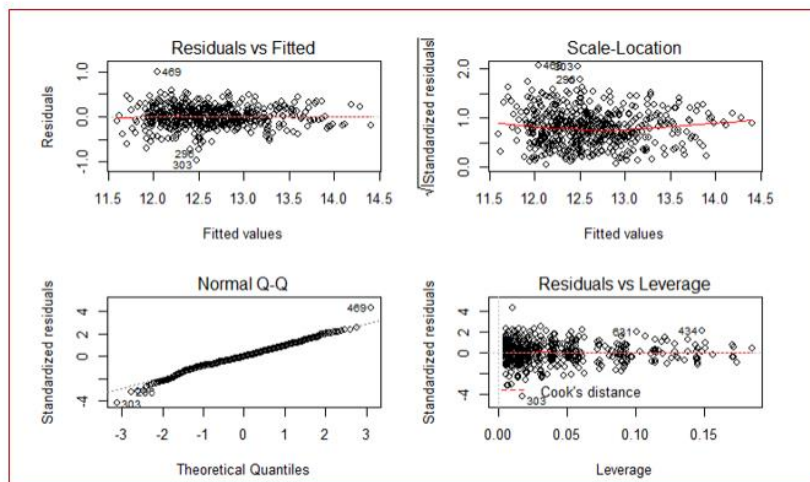 Residuals vs Fitted
Residuals
1.0
0.0
-1.0
469
296
303
11.5 12.0 12.5 13.0 13.5 14.0 14.5
Fitted values
Scale-Location
√|Standardized residuals|
2.0
1.0
0.0
469
303
296
11.5 12.0 12.5 13.0 13.5 14.0 14.5
Fitted values
Normal Q-Q
Standardized residuals
4
2
0
-2
-4
469
296
303
-3 -2 -1 0 1 2 3
Theoretical Quantiles
Residuals vs Leverage
Standardized residuals
4
2
0
-2
-4
631
434
Cook's distance
303
0.00 0.05 0.10 0.15
Leverage